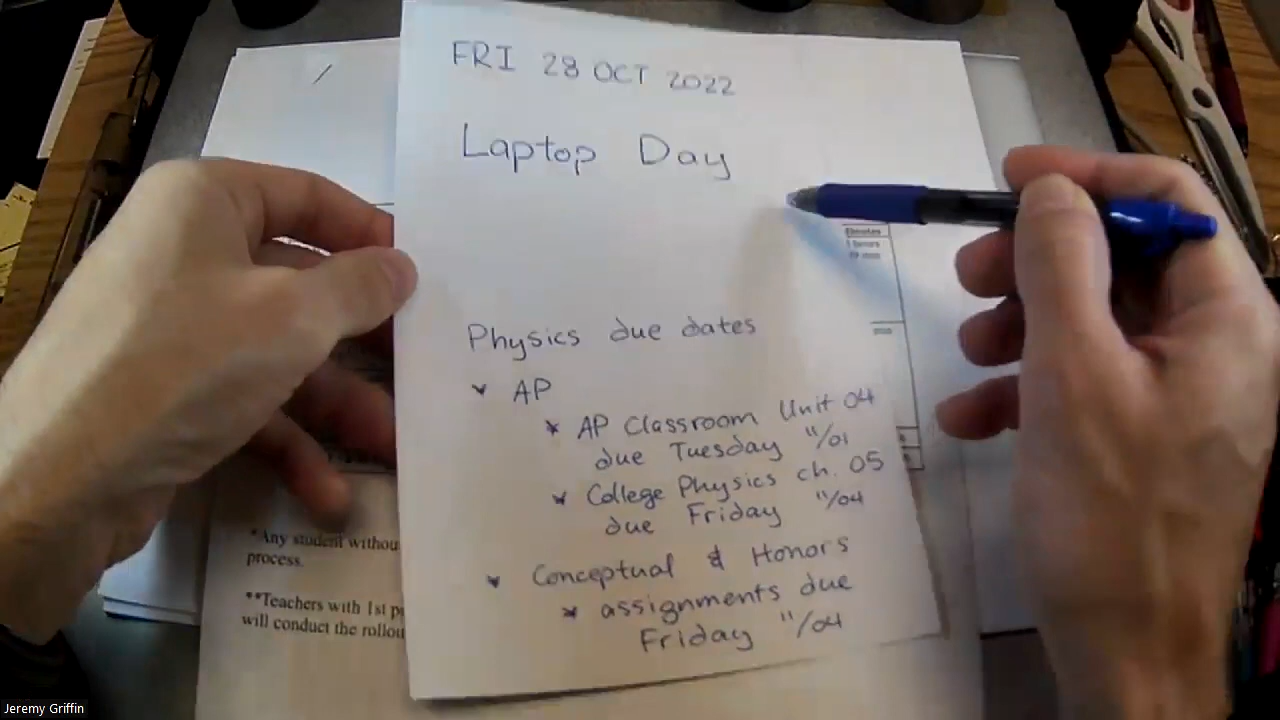 FRI 28 OCT 2022
Laptop Day
Physics due dates
AP
* AP Classroom Unit 04
due Tuesday 11/01
* College Physics ch. 05
due Friday 11/04
Conceptual & Honors
* assignments due
Friday 11/04
*Any student withou
process.
**Teachers with 1st p
will conduct the rollou
Jeremy Griffin